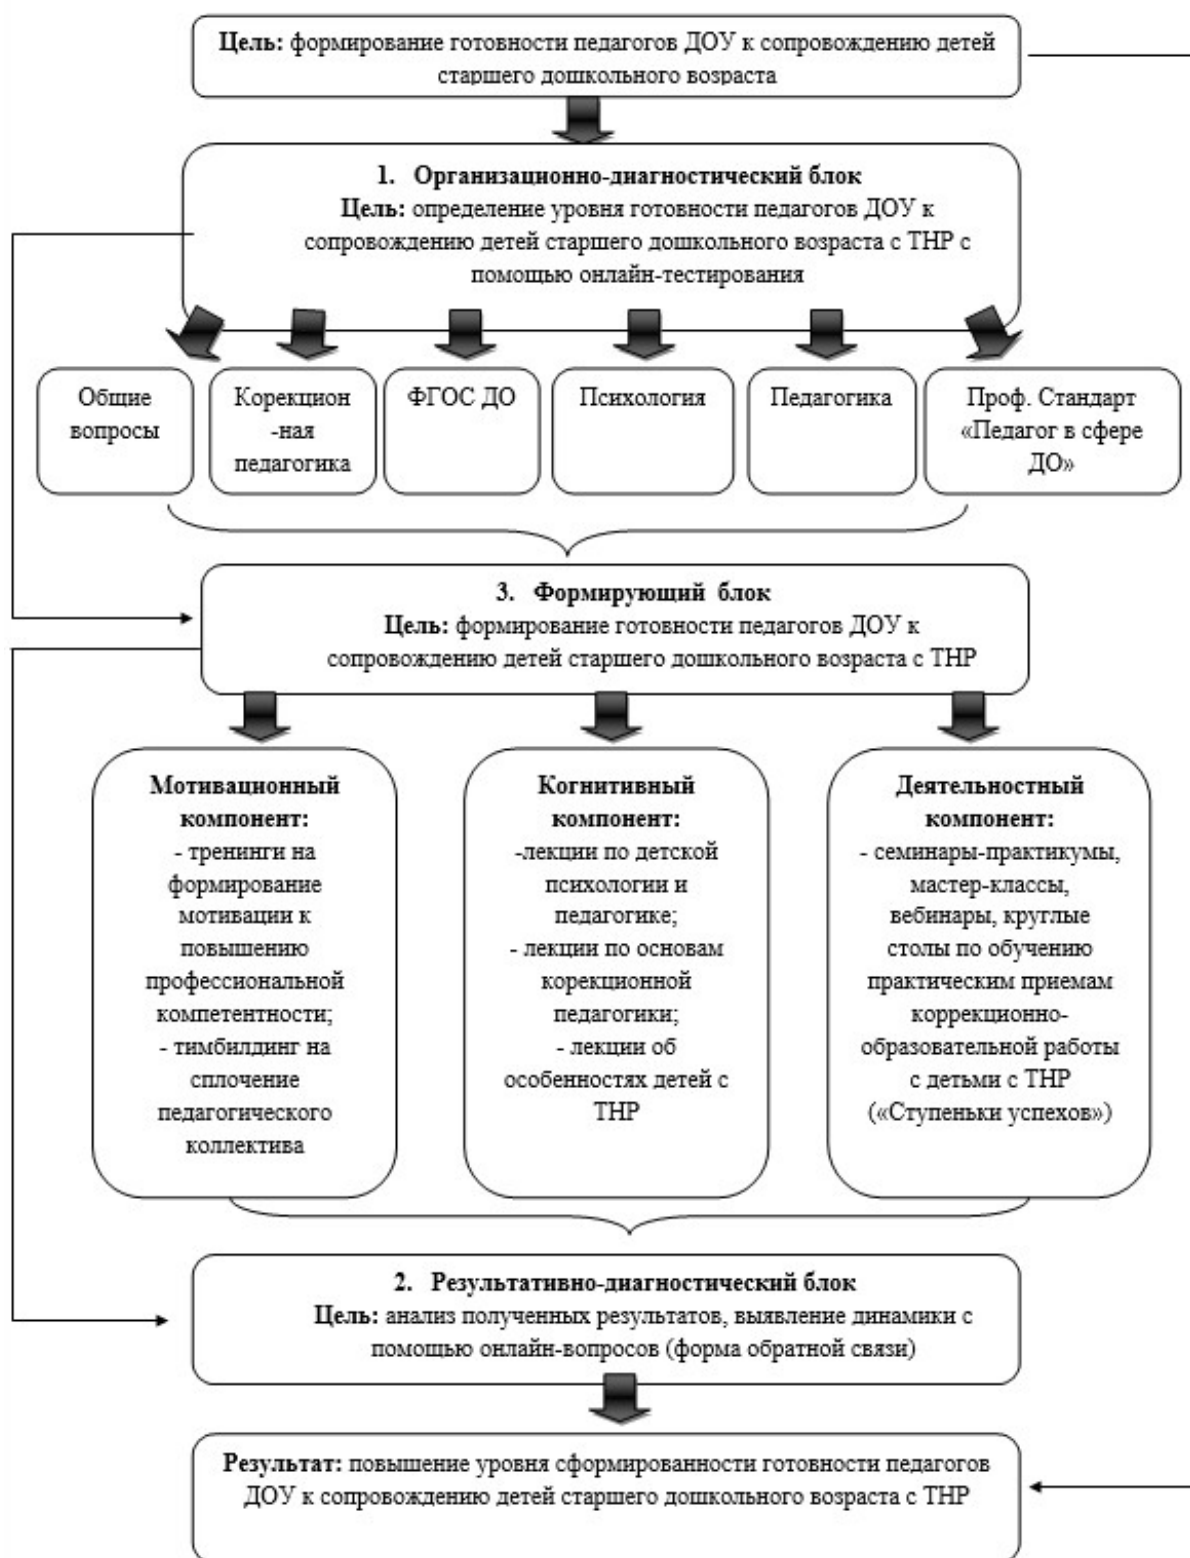 Цель: формирование готовности педагогов ДОУ к сопровождению детей
старшего дошкольного возраста
1. Организационно-диагностический блок
Цель: определение уровня готовности педагогов ДОУ к
сопровождению детей старшего дошкольного возраста с ТНР с
помощью онлайн-тестирования
Общие
вопросы
Корекцион
-ная
педагогика
ФГОС ДО
Психология
Педагогика
Проф. Стандарт
«Педагог в сфере
ДО»
3. Формирующий блок
Цель: формирование готовности педагогов ДОУ к
сопровождению детей старшего дошкольного возраста с ТНР
Мотивационный
компонент:
- тренинги на
формирование
мотивации к
повышению
профессиональной
компетентности;
- тимбилдинг на
сплочение
педагогического
коллектива
Когнитивный
компонент:
-лекции по детской
психологии и
педагогике;
- лекции по основам
корекционной
педагогики;
- лекции об
особенностях детей с
ТНР
Деятельностный
компонент:
- семинары-практикумы,
мастер-классы,
вебинары, круглые
столы по обучению
практическим приемам
коррекционно-
образовательной работы
с детьми с ТНР
(«Ступеньки успехов»)
2. Результативно-диагностический блок
Цель: анализ полученных результатов, выявление динамики с
помощью онлайн-вопросов (форма обратной связи)
Результат: повышение уровня сформированности готовности педагогов
ДОУ к сопровождению детей старшего дошкольного возраста с ТНР